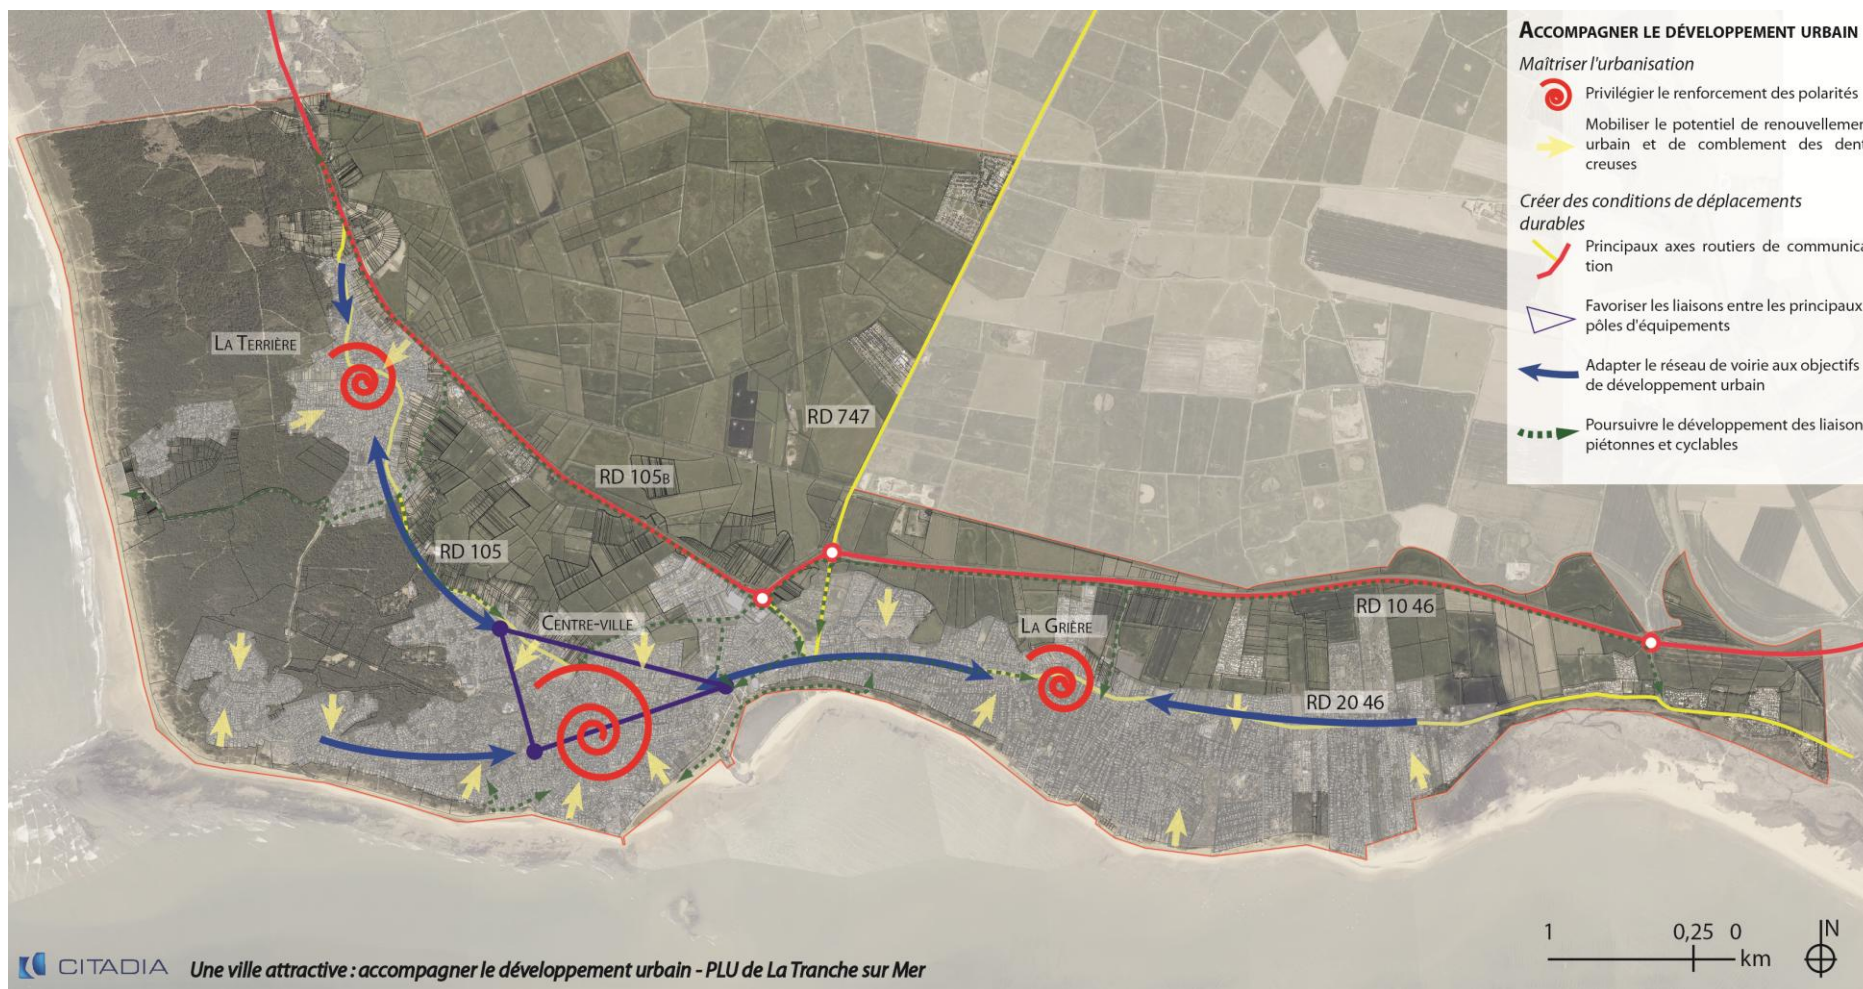 ACCOMPAGNER LE DÉVELOPPEMENT URBAIN
Maîtriser l'urbanisation
Privilégier le renforcement des polarités
Mobiliser le potentiel de renouvellemen
urbain et de comblement des dent
creuses
Créer des conditions de déplacements
durables
Principaux axes routiers de communica
tion
Favoriser les liaisons entre les principaux
pôles d'équipements
Adapter le réseau de voirie aux objectifs
de développement urbain
Poursuivre le développement des liaison
piétonnes et cyclables
LA TERRIÈRE
RD 747
RD 105B
RD 105
CENTRE-VILLE
LA GRIÈRE
RD 10 46
RD 20 46
1 0,25 0
km
N
CITADIA
Une ville attractive : accompagner le développement urbain - PLU de La Tranche sur Mer